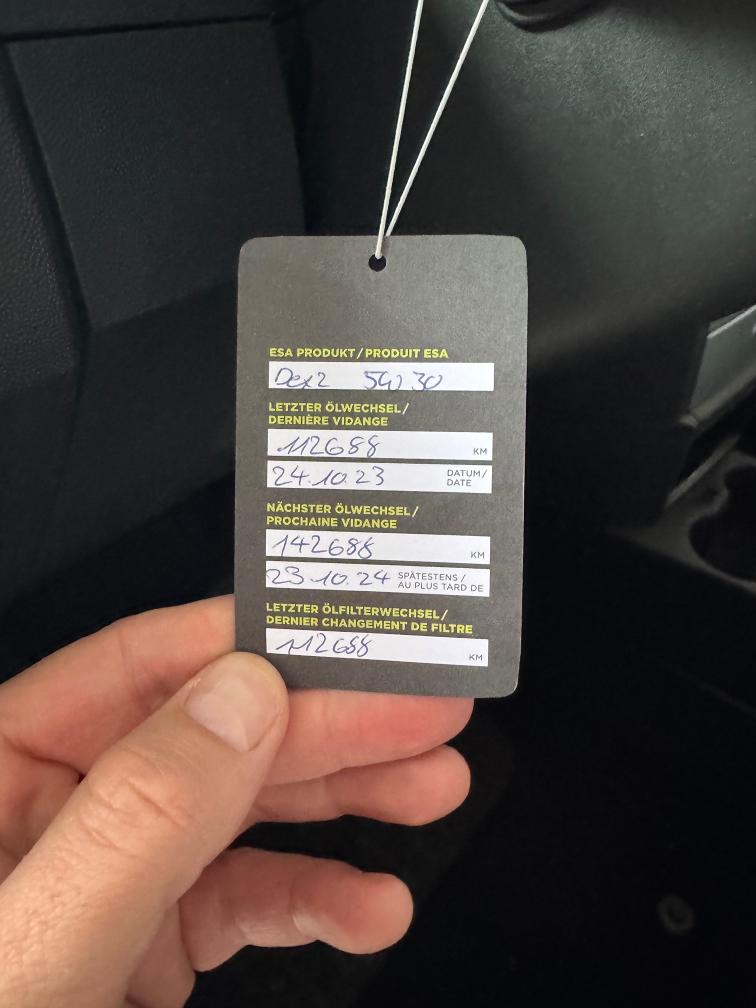 ESA PRODUKT / PRODUIT ESA
Dex2 5W30
LETZTER ÖLWECHSEL /
DERNIÈRE VIDANGE
112688 KM
24.10.23 DATUM / DATE
NÄCHSTER ÖLWECHSEL /
PROCHAINE VIDANGE
142688 KM
23.10.24 SPÄTESTENS / AU PLUS TARD DE
LETZTER ÖLFILTERWECHSEL /
DERNIER CHANGEMENT DE FILTRE
112688 KM